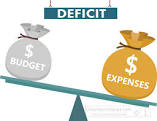 DEFICIT
$
BUDGET
$
EXPENSES